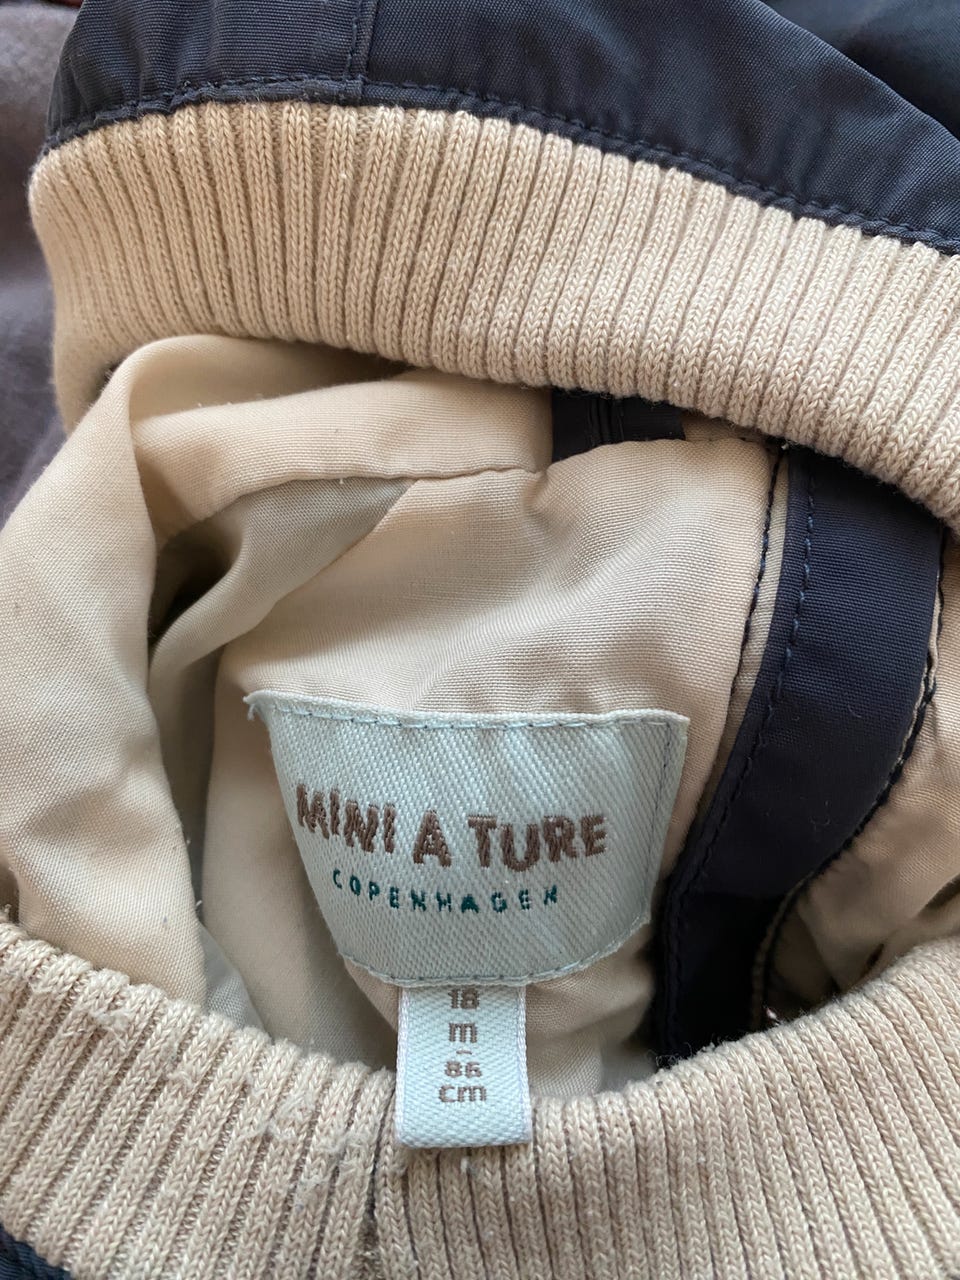 MINI A TURE
COPENHAGEN
18
m
-
86
cm